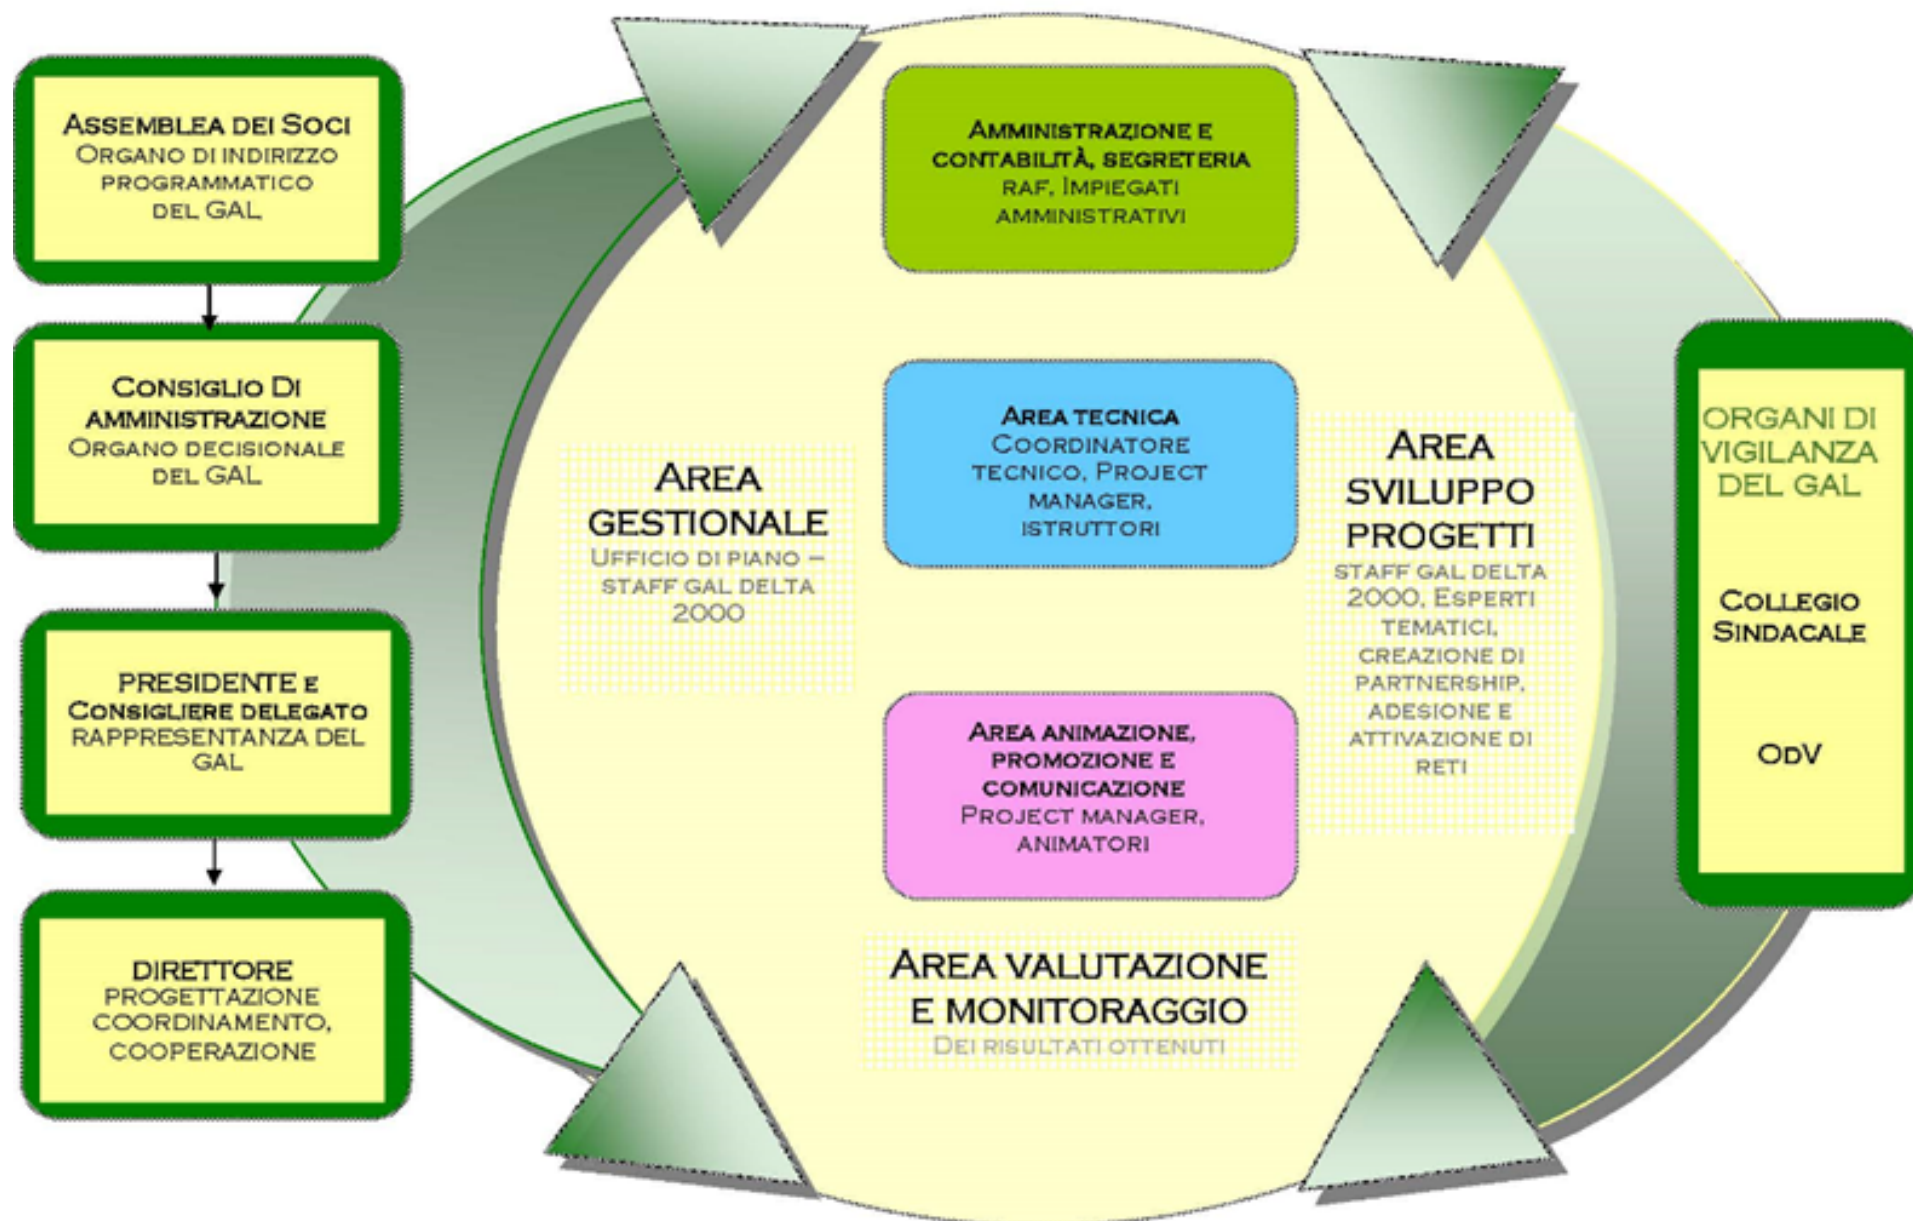 ASSEMBLEA DEI SOCI
ORGANO DI INDIRIZZO
PROGRAMMATICO
DEL GAL
CONSIGLIO DI
AMMINISTRAZIONE
ORGANO DECISIONALE
DEL GAL
PRESIDENTE E
CONSIGLIERE DELEGATO
RAPPRESENTANZA DEL
GAL
DIRETTORE
PROGETTAZIONE
COORDINAMENTO,
COOPERAZIONE
AREA
GESTIONALE
UFFICIO DI PIANO –
STAFF GAL DELTA
2000
AMMINISTRAZIONE E
CONTABILITÀ, SEGRETERIA
RAF, IMPIEGATI
AMMINISTRATIVI
AREA TECNICA
COORDINATORE
TECNICO, PROJECT
MANAGER,
ISTRUTTORI
AREA ANIMAZIONE,
PROMOZIONE E
COMUNICAZIONE
PROJECT MANAGER,
ANIMATORI
AREA VALUTAZIONE
E MONITORAGGIO
DEI RISULTATI OTTENUTI
AREA
SVILUPPO
PROGETTI
STAFF GAL DELTA
2000, ESPERTI
TEMATICI,
CREAZIONE DI
PARTNERSHIP,
ADESIONE E
ATTIVAZIONE DI
RETI
ORGANI DI
VIGILANZA
DEL GAL
COLLEGIO
SINDACALE
ODV